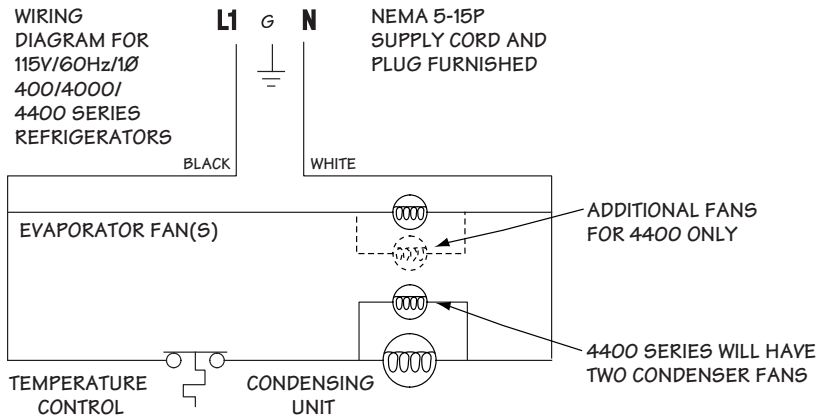 WIRING
DIAGRAM FOR
115V/60Hz/1Ø
400/4000/
4400 SERIES
REFRIGERATORS
L1 G N
NEMA 5-15P
SUPPLY CORD AND
PLUG FURNISHED
BLACK
WHITE
EVAPORATOR FAN(S)
ADDITIONAL FANS
FOR 4400 ONLY
4400 SERIES WILL HAVE
TWO CONDENSER FANS
TEMPERATURE
CONTROL
CONDENSING
UNIT